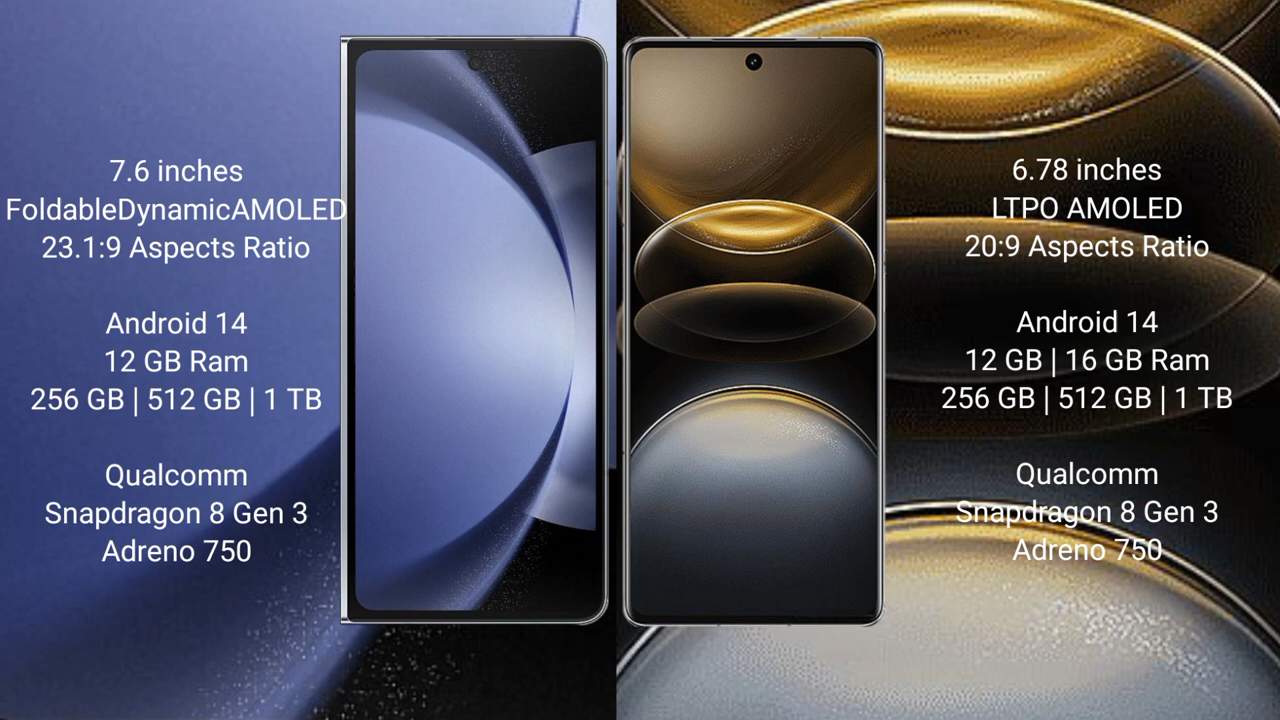 7.6 inches
FoldableDynamicAMOLED
23.1:9 Aspects Ratio
Android 14
12 GB Ram
256 GB | 512 GB | 1 TB
Qualcomm
Snapdragon 8 Gen 3
Adreno 750
6.78 inches
LTPO AMOLED
20:9 Aspects Ratio
Android 14
12 GB | 16 GB Ram
256 GB | 512 GB | 1 TB
Qualcomm
Snapdragon 8 Gen 3
Adreno 750